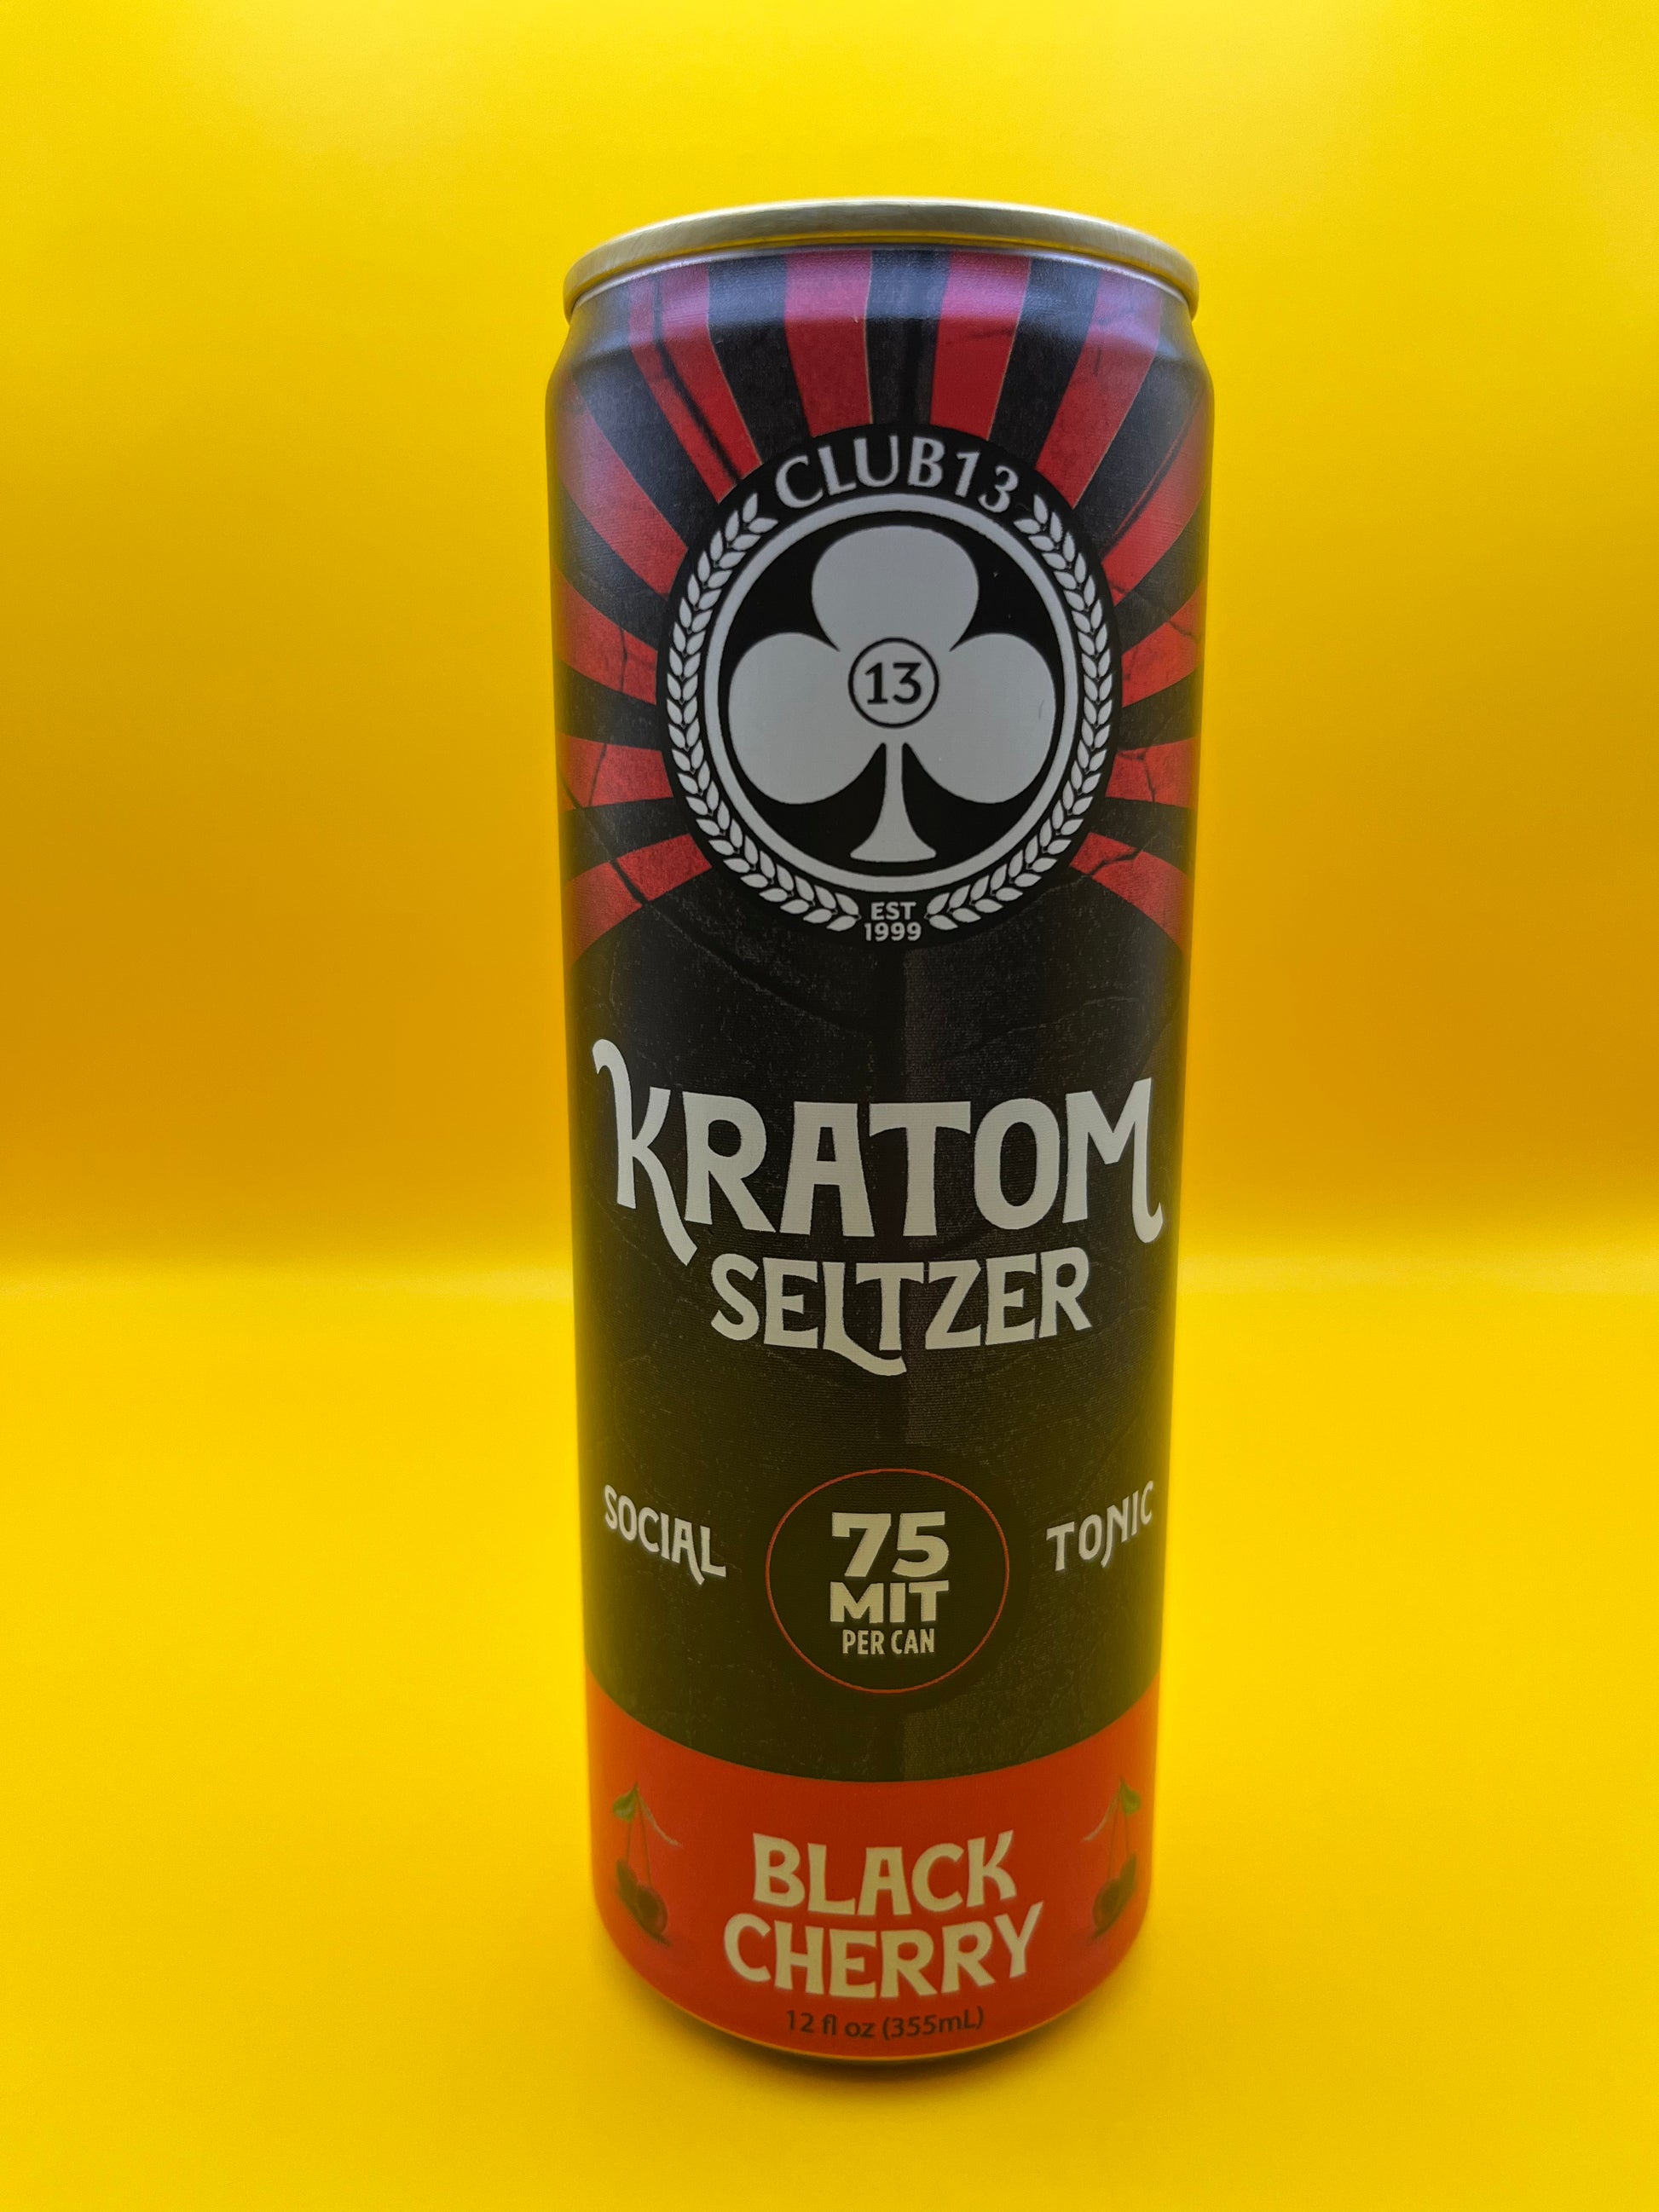 CLUB13
13
EST
1999
KRATOM
SELTZER
SOCIAL
75
MIT
PER CAN
TONIC
BLACK
CHERRY
12 fl oz (355mL)